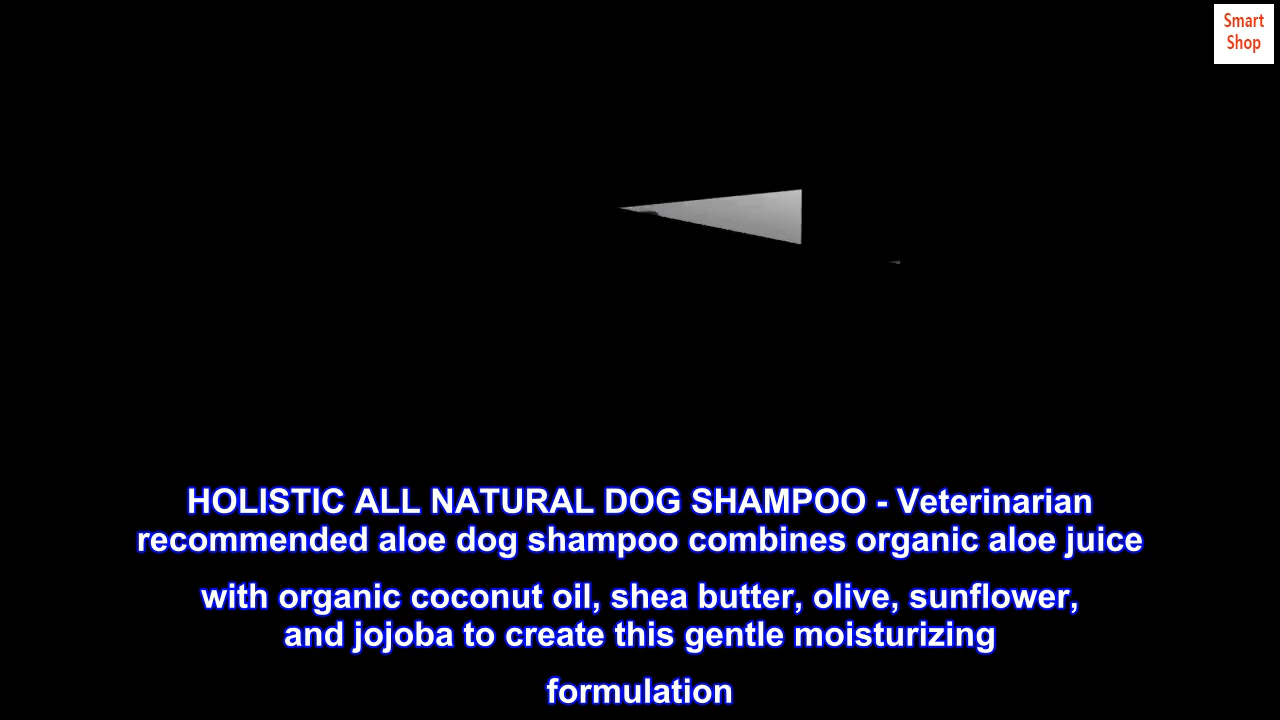 Smart
Shop
HOLISTIC ALL NATURAL DOG SHAMPOO - Veterinarian
recommended aloe dog shampoo combines organic aloe juice
with organic coconut oil, shea butter, olive, sunflower,
and jojoba to create this gentle moisturizing
formulation